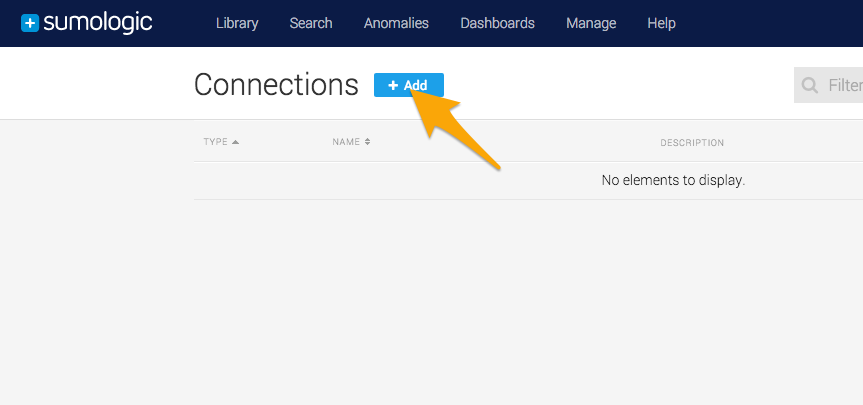 sumologic Library Search Anomalies Dashboards Manage Help
Connections + Add Filter
TYPE NAME DESCRIPTION
No elements to display.